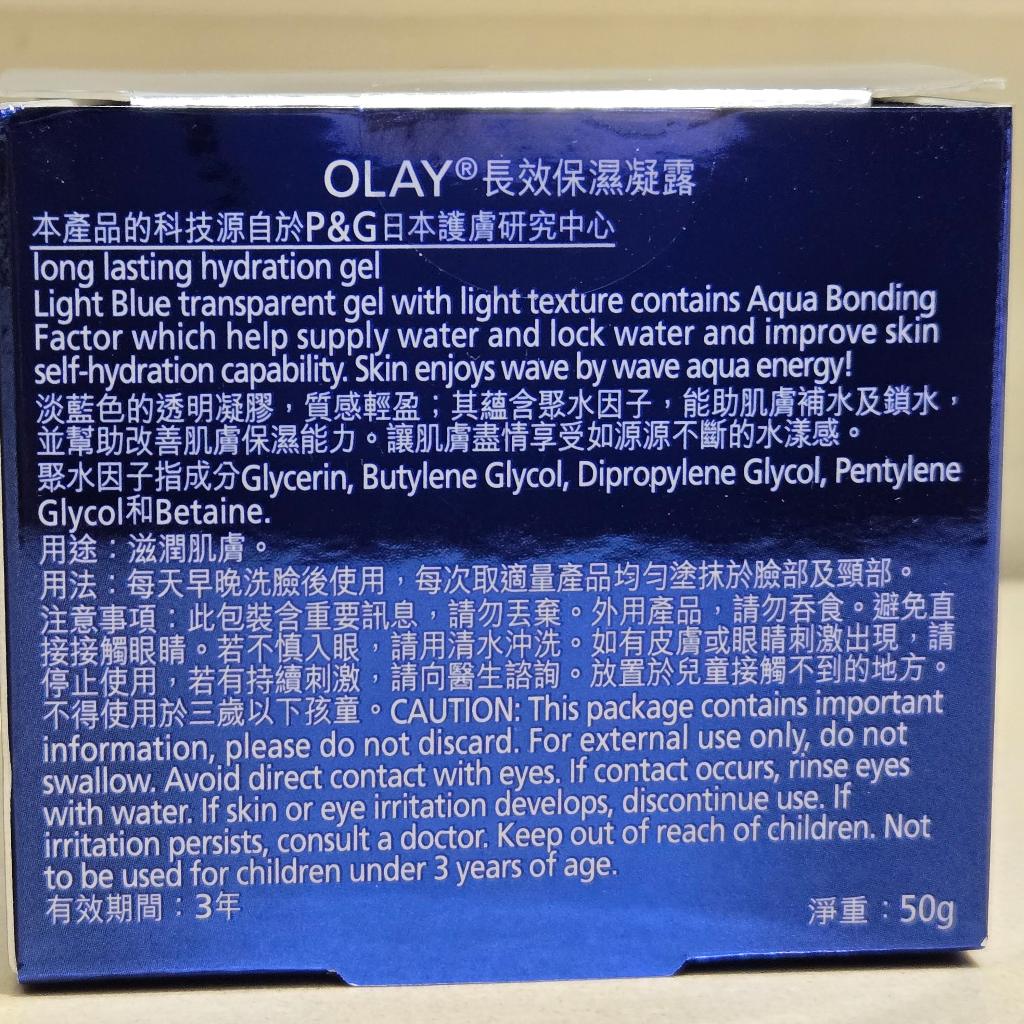 OLAY®長效保濕凝露
本產品的科技源自於P&G日本護膚研究中心
long lasting hydration gel
Light Blue transparent gel with light texture contains Aqua Bonding
Factor which help supply water and lock water and improve skin
self-hydration capability. Skin enjoys wave by wave aqua energy!
淡藍色的透明凝膠，質感輕盈；其蘊含聚水因子，能助肌膚補水及鎖水，
並幫助改善肌膚保濕能力。讓肌膚盡情享受如源源不斷的水漾感。
聚水因子指成分Glycerin, Butylene Glycol, Dipropylene Glycol, Pentylene
Glycol和Betaine.
用途：滋潤肌膚。
用法：每天早晚洗臉後使用，每次取適量產品均勻塗抹於臉部及頸部。
注意事項：此包裝含重要訊息，請勿丟棄。外用產品，請勿吞食。避免直
接接觸眼睛。若不慎入眼，請用清水沖洗。如有皮膚或眼睛刺激出現，請
停止使用，若有持續刺激，請向醫生諮詢。放置於兒童接觸不到的地方。
不得使用於三歲以下孩童。CAUTION: This package contains important
information, please do not discard. For external use only, do not
swallow. Avoid direct contact with eyes. If contact occurs, rinse eyes
with water. If skin or eye irritation develops, discontinue use. If
irritation persists, consult a doctor. Keep out of reach of children. Not
to be used for children under 3 years of age.
有效期間：3年
淨重：50g